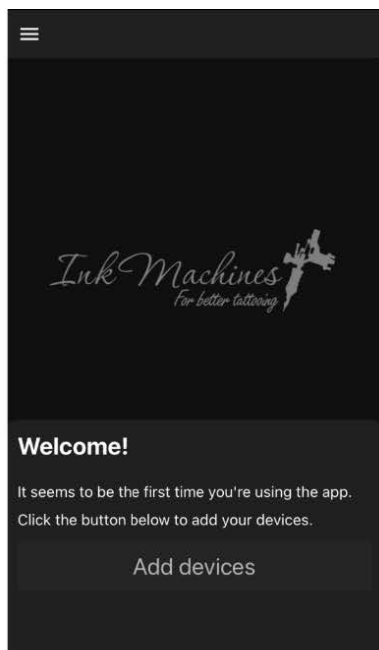 Ink Machines
For better tattooing
Welcome!
It seems to be the first time you're using the app.
Click the button below to add your devices.
Add devices